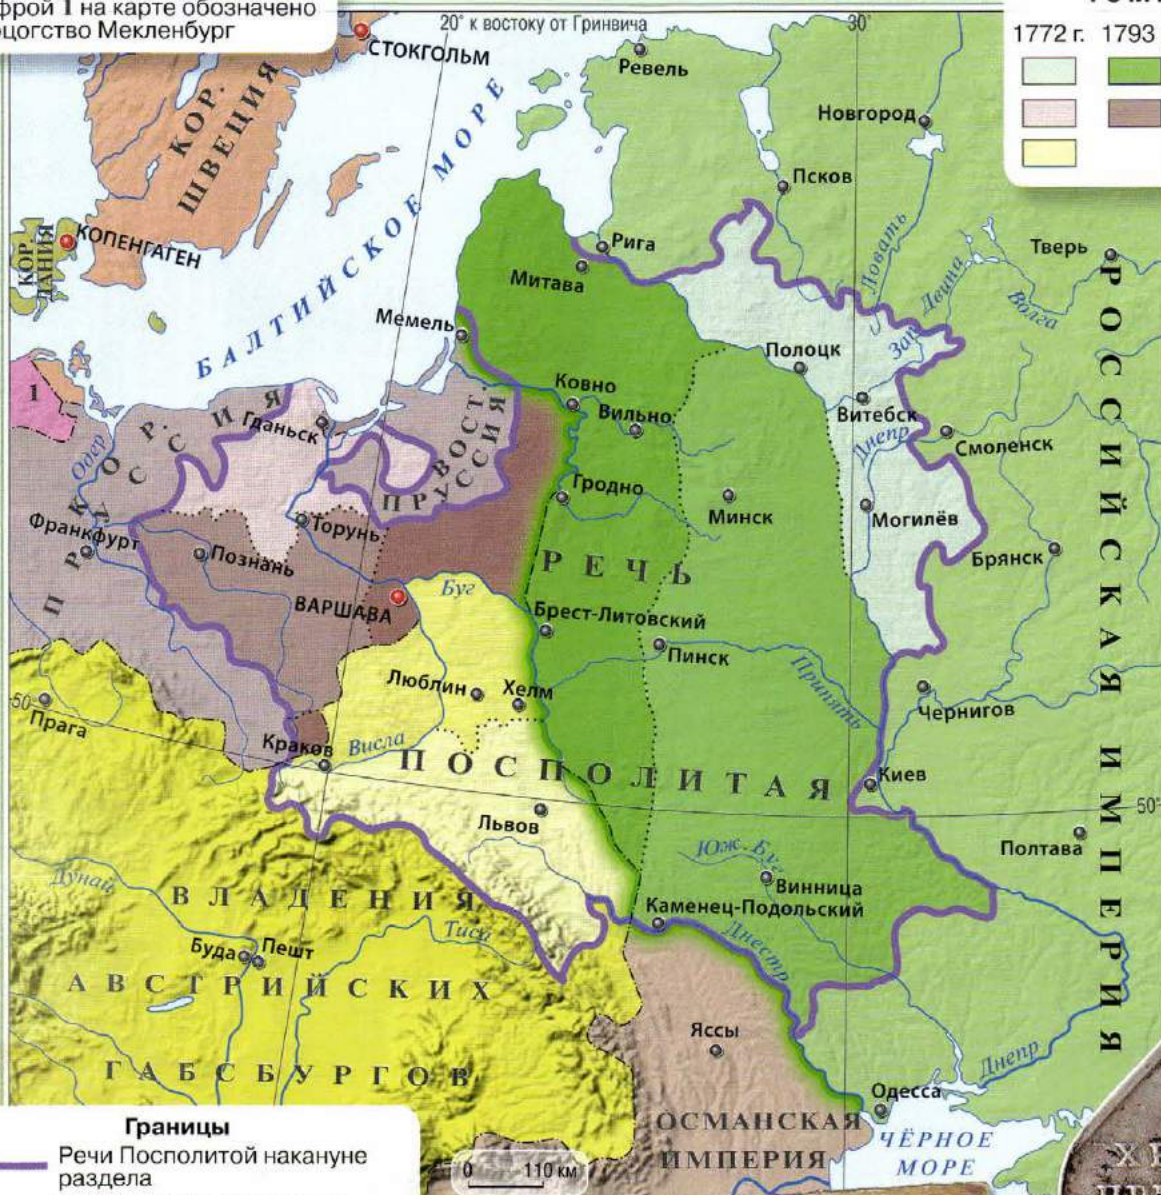 фрой 1 на карте обозначено
рцогство Мекленбург
20° к востоку от Гринвича
30°
1772 г. 1793
СТОКГОЛЬМ
КОР.
ШВЕЦИЯ
БАЛТИЙСКОЕ МОРЕ
Ревель
Новгород
Псков
КОР.
ДАНИЯ
КОПЕНГАГЕН
Рига
Митава
Ловать
Зап. Двина
Тверь
Волга
РОССИЙСКАЯ ИМПЕРИЯ
Мемель
Полоцк
1
Ковно
Вильно
Витебск
Днепр
Смоленск
Гданьск
КОР. ПРУССИЯ
ВОСТ.
ПРУССИЯ
Одер
Гродно
Минск
Могилёв
Брянск
Франкфурт
Торунь
Познань
РЕЧЬ
ВАРШАВА
Буг
Брест-Литовский
Пинск
Припять
Люблин
Хелм
Чернигов
50°
Прага
Краков
Висла
ПОСПОЛИТАЯ
Киев
50°
Львов
Полтава
Юж. Буг
Винница
Дунай
ВЛАДЕНИЯ
Каменец-Подольский
Тиса
Днестр
Буда
Пешт
АВСТРИЙСКИХ
Яссы
ГАБСБУРГОВ
Днепр
Одесса
ОСМАНСКАЯ
ИМПЕРИЯ
ЧЁРНОЕ
МОРЕ
Границы
Речи Посполитой накануне
раздела
0 110 км